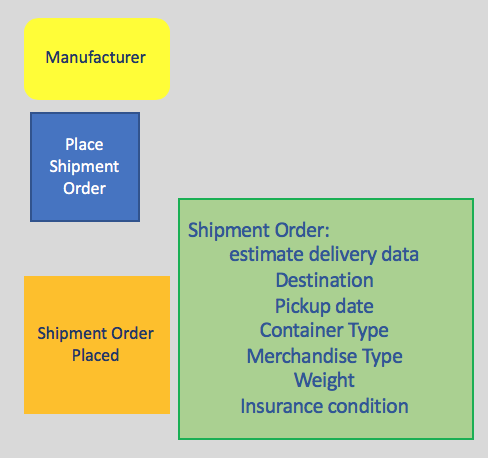 Manufacturer
Place
Shipment
Order
Shipment Order:
estimate delivery data
Destination
Pickup date
Container Type
Merchandise Type
Weight
Insurance condition
Shipment Order
Placed